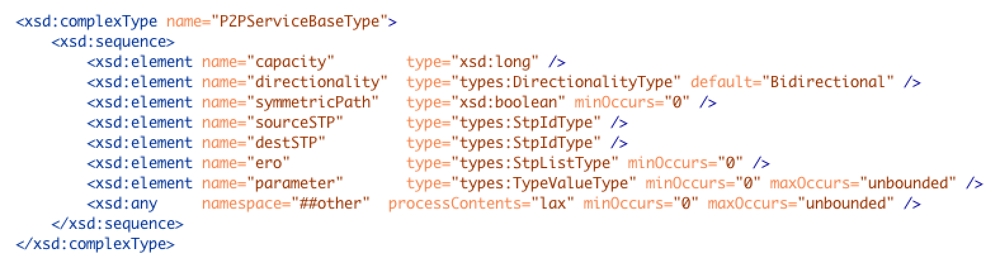 <xsd:complexType name="P2PServiceBaseType">
<xsd:sequence>
<xsd:element name="capacity" type="xsd:long" />
<xsd:element name="directionality" type="types:DirectionalityType" default="Bidirectional" />
<xsd:element name="symmetricPath" type="xsd:boolean" minOccurs="0" />
<xsd:element name="sourceSTP" type="types:StpIdType" />
<xsd:element name="destSTP" type="types:StpIdType" />
<xsd:element name="ero" type="types:StpListType" minOccurs="0" />
<xsd:element name="parameter" type="types:TypeValueType" minOccurs="0" maxOccurs="unbounded" />
<xsd:any namespace="##other" processContents="lax" minOccurs="0" maxOccurs="unbounded" />
</xsd:sequence>
</xsd:complexType>